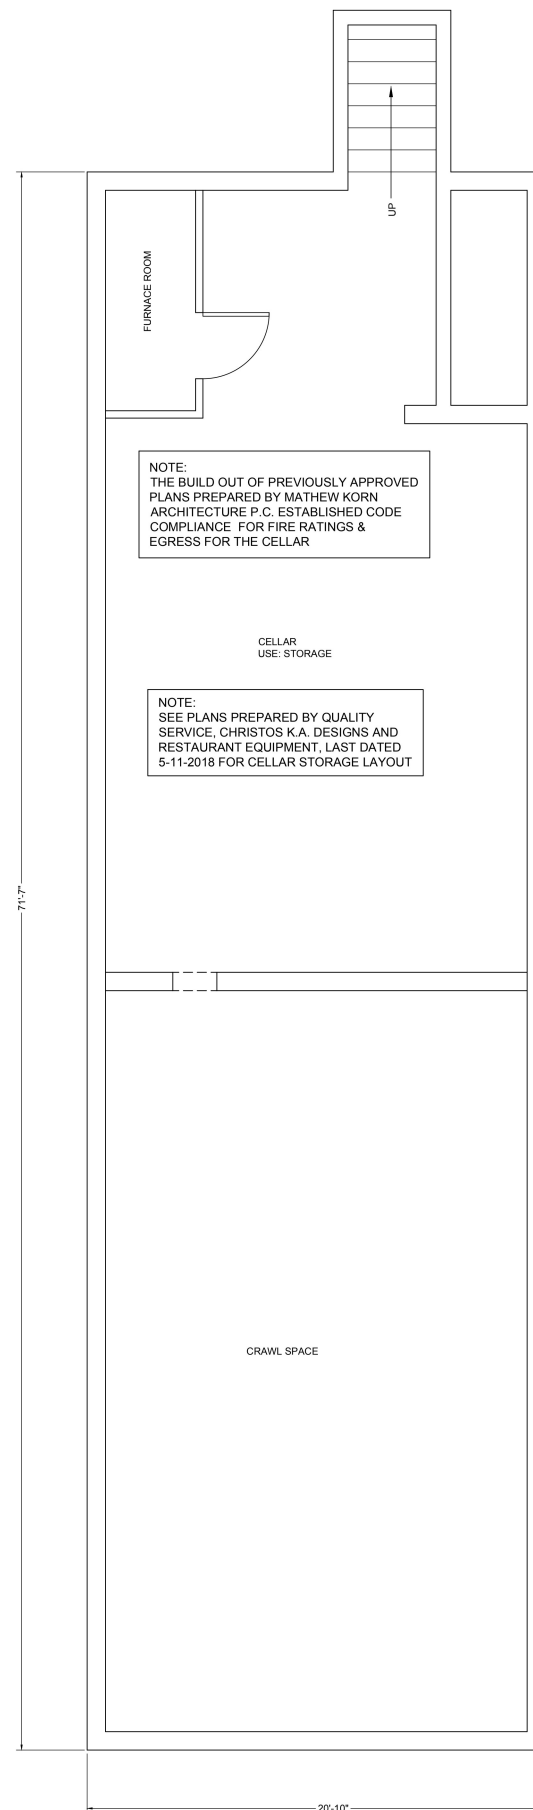 UP
FURNACE ROOM
NOTE:
THE BUILD OUT OF PREVIOUSLY APPROVED
PLANS PREPARED BY MATHEW KORN
ARCHITECTURE P.C. ESTABLISHED CODE
COMPLIANCE FOR FIRE RATINGS &
EGRESS FOR THE CELLAR
CELLAR
USE: STORAGE
NOTE:
SEE PLANS PREPARED BY QUALITY
SERVICE, CHRISTOS K.A. DESIGNS AND
RESTAURANT EQUIPMENT, LAST DATED
5-11-2018 FOR CELLAR STORAGE LAYOUT
71'-7"
CRAWL SPACE
20'-10"